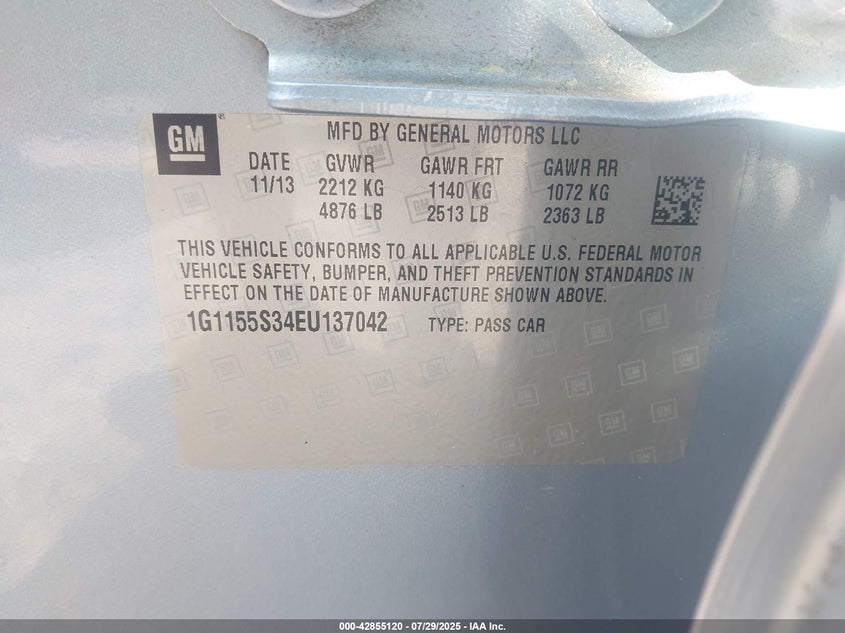 GM
MFD BY GENERAL MOTORS LLC
DATE GVWR GAWR FRT GAWR RR
11/13 2212 KG 1140 KG 1072 KG
4876 LB 2513 LB 2363 LB
THIS VEHICLE CONFORMS TO ALL APPLICABLE U.S. FEDERAL MOTOR
VEHICLE SAFETY, BUMPER, AND THEFT PREVENTION STANDARDS IN
EFFECT ON THE DATE OF MANUFACTURE SHOWN ABOVE.
1G1155S34EU137042 TYPE: PASS CAR
000-42855120 | 07/29/2025 | IAA Inc.